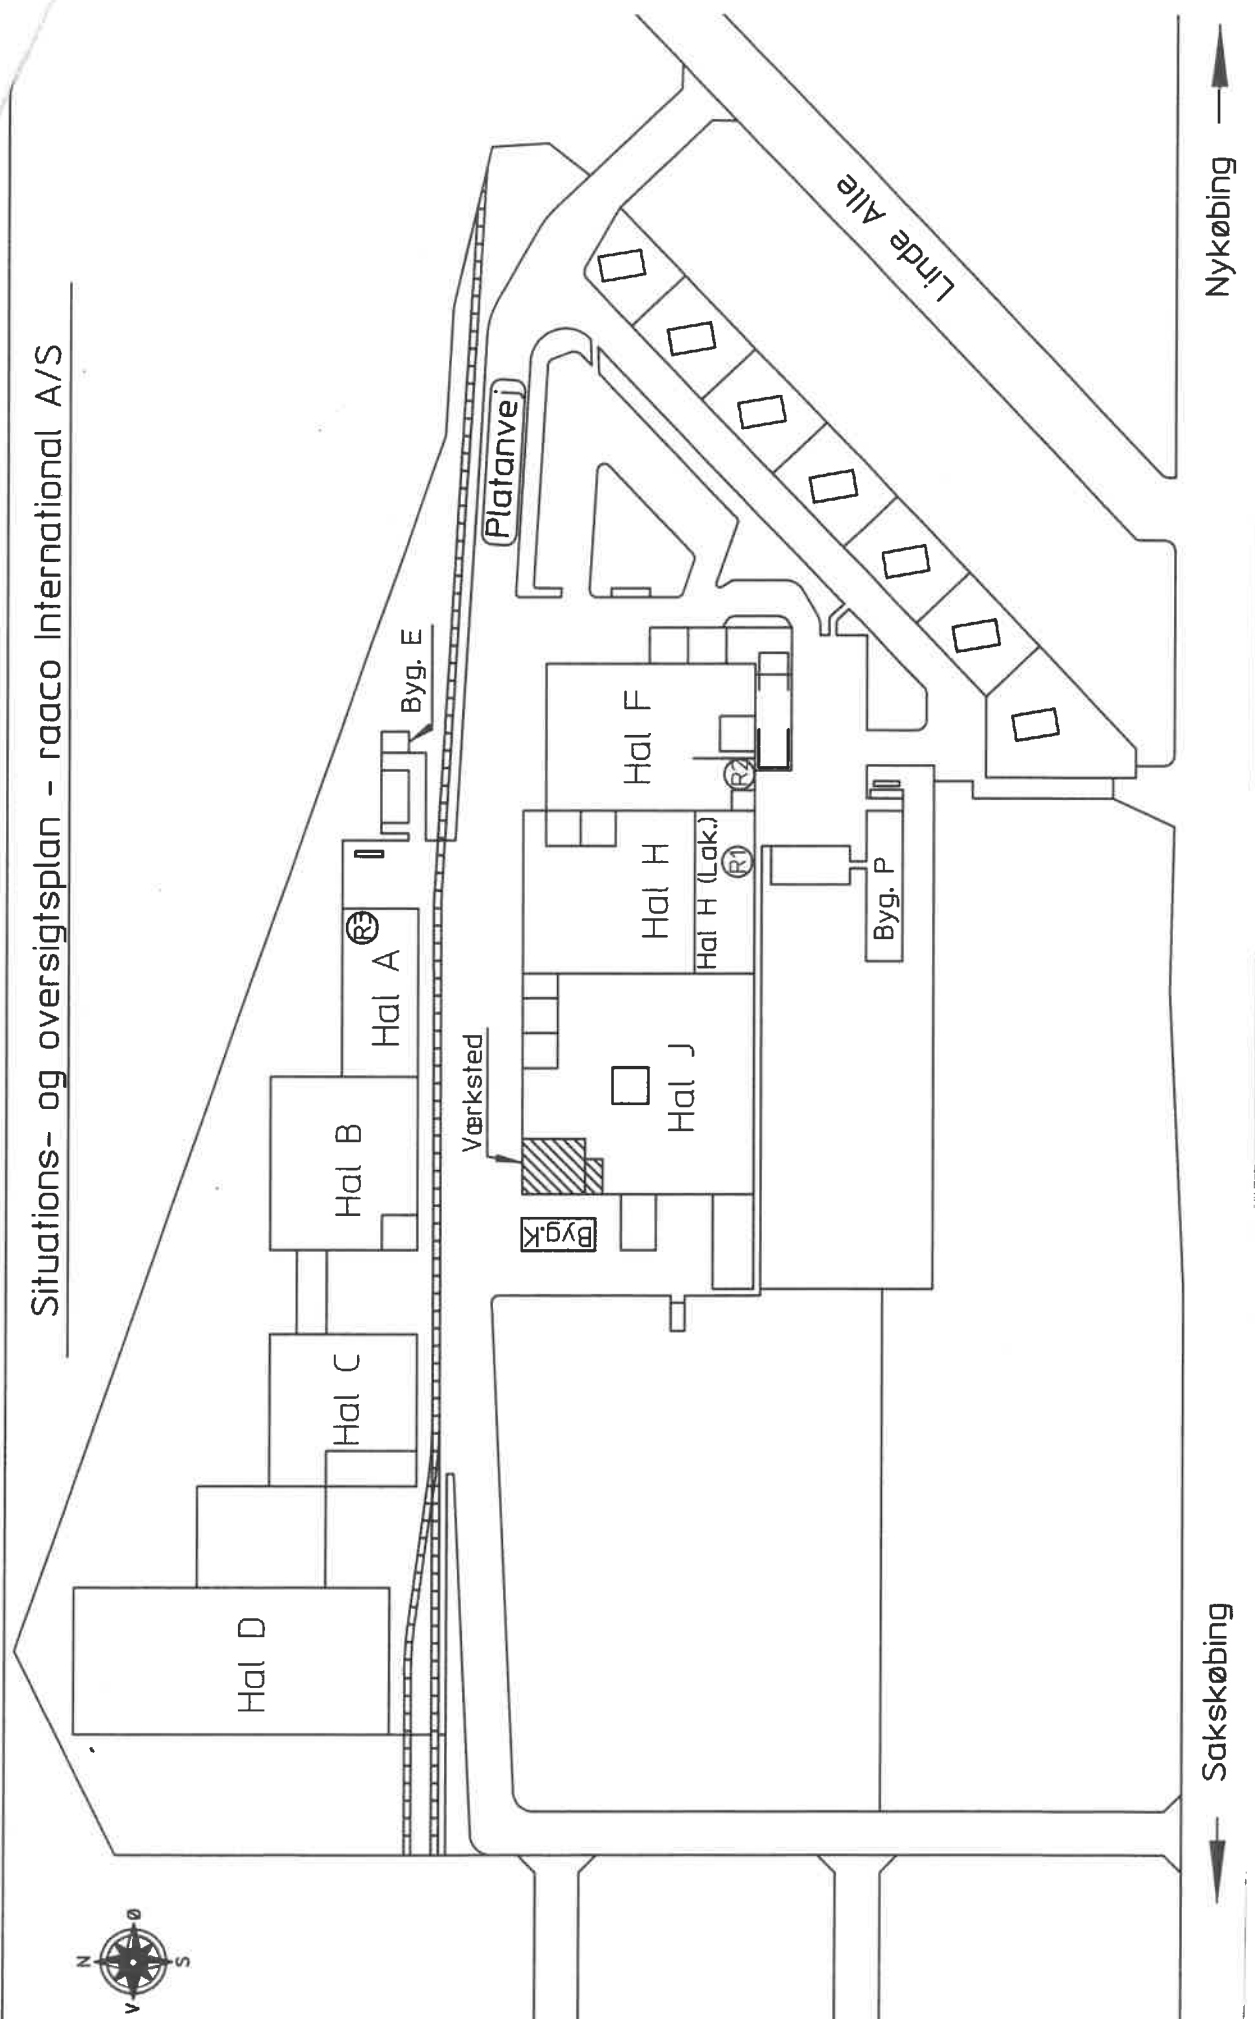 Situations- og oversigtsplan - raaco International A/S
N
V
Ø
S
Hal D
Hal C
Hal B
Hal A
R3
Byg. E
Platanvej
Linde Alle
Værksted
Byg.K
Hal J
Hal H
Hal H (Lak.)
R1
Hal F
R2
Byg. P
Sakskøbing
Nykøbing